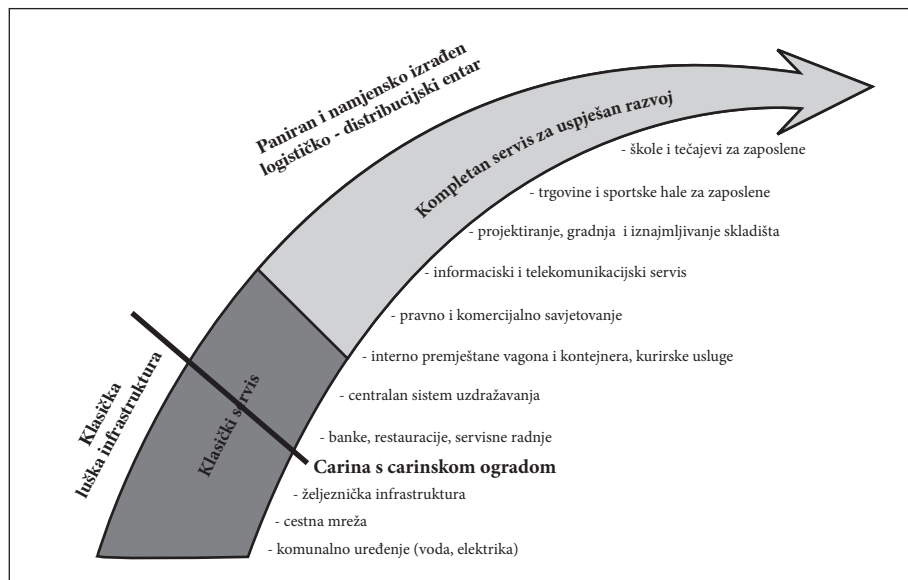 Paniran i namjensko izrađen
logističko - distribucijski entar
Kompletan servis za uspješan razvoj
- škole i tečajevi za zaposlene
- trgovine i sportske hale za zaposlene
- projektiranje, gradnja i iznajmljivanje skladišta
- informaciski i telekomunikacijski servis
- pravno i komercijalno savjetovanje
- interno premještane vagona i kontejnera, kurirske usluge
- centralan sistem uzdražavanja
- banke, restauracije, servisne radnje
Klasička
luška infrastruktura
Klasički servis
Carina s carinskom ogradom
- željeznička infrastruktura
- cestna mreža
- komunalno uređenje (voda, elektrika)